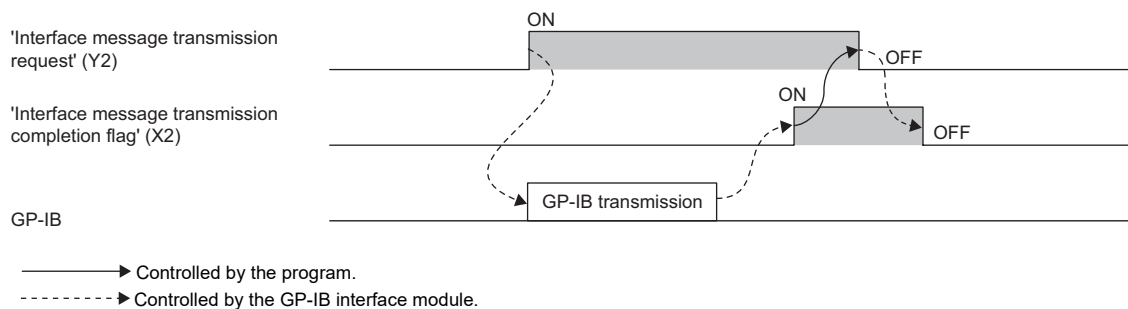 ON
'Interface message transmission
request' (Y2)
OFF
ON
'Interface message transmission
completion flag' (X2)
OFF
GP-IB transmission
GP-IB
Controlled by the program.
Controlled by the GP-IB interface module.